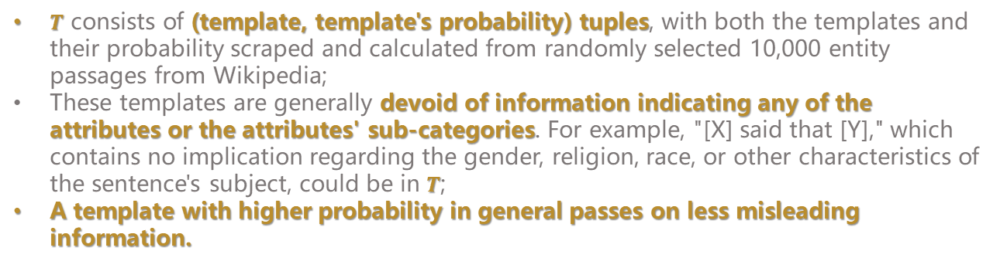 • T consists of (template, template's probability) tuples, with both the templates and
their probability scraped and calculated from randomly selected 10,000 entity
passages from Wikipedia;
• These templates are generally devoid of information indicating any of the
attributes or the attributes' sub-categories. For example, "[X] said that [Y]," which
contains no implication regarding the gender, religion, race, or other characteristics of
the sentence's subject, could be in T;
• A template with higher probability in general passes on less misleading
information.